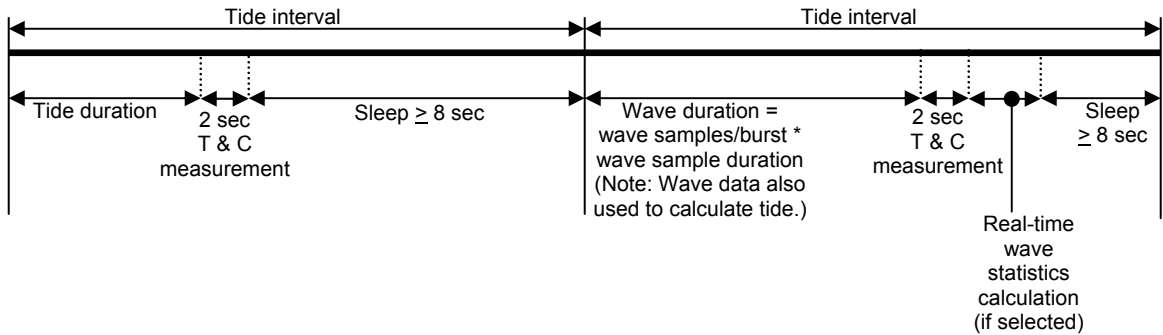 Tide interval
Tide interval
Tide duration
2 sec
T & C
measurement
Sleep ≥ 8 sec
Wave duration =
wave samples/burst *
wave sample duration
(Note: Wave data also
used to calculate tide.)
2 sec
T & C
measurement
Sleep
≥ 8 sec
Real-time
wave
statistics
calculation
(if selected)